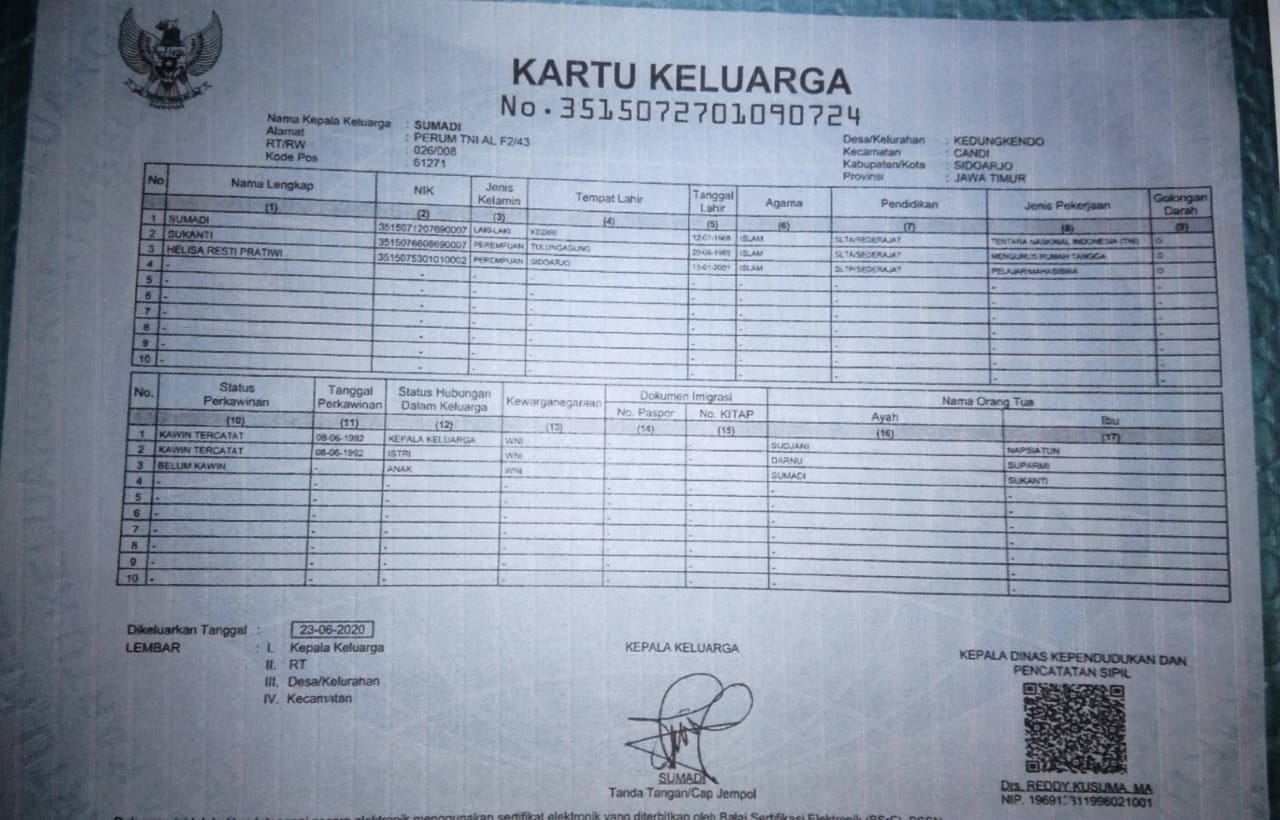 KARTU KELUARGA
No. 3515072701090724
Nama Kepala Keluarga : SUMADI
Alamat : PERUM TNI AL F2/43
RT/RW : 026/008
Kode Pos : 61271
Desa/Kelurahan : KEDUNGKENDO
Kecamatan : CANDI
Kabupaten/Kota : SIDOARJO
Provinsi : JAWA TIMUR
No Nama Lengkap NIK Jenis Kelamin Tempat Lahir Tanggal Lahir Agama Pendidikan Jenis Pekerjaan Golongan Darah
(1) (2) (3) (4) (5) (6) (7) (8) (9)
1 SUMADI 3515071207690007 LAKI-LAKI KEDIRI ISLAM SLTA/SEDERAJAT TENTARA NASIONAL INDONESIA (TNI) O
2 SUKANTI 3515076608690007 PEREMPUAN TULUNGAGUNG ISLAM SLTA/SEDERAJAT MENGURUS RUMAH TANGGA O
3 HELISA RESTI PRATIWI 3515075301010002 PEREMPUAN SIDOARJO 13-01-2001 ISLAM SLTP/SEDERAJAT PELAJAR/MAHASISWA O
4 - - - - - - - - -
5 - - - - - - - - -
6 - - - - - - - - -
7 - - - - - - - - -
8 - - - - - - - - -
9 - - - - - - - - -
10 - - - - - - - - -
No. Status Perkawinan Tanggal Perkawinan Status Hubungan Dalam Keluarga Kewarganegaraan Dokumen Imigrasi Nama Orang Tua
No. Paspor No. KITAP Ayah Ibu
(10) (11) (12) (13) (14) (15) (16) (17)
1 KAWIN TERCATAT 08-06-1992 KEPALA KELUARGA WNI SUDJANI NAPSIATUN
2 KAWIN TERCATAT 08-06-1992 ISTRI WNI DARNU SUPARMI
3 BELUM KAWIN - ANAK WNI SUMADI SUKANTI
4 - - - - - - - -
5 - - - - - - - -
6 - - - - - - - -
7 - - - - - - - -
8 - - - - - - - -
9 - - - - - - - -
10 - - - - - - - -
Dikeluarkan Tanggal : 23-06-2020
LEMBAR : I. Kepala Keluarga
II. RT
III. Desa/Kelurahan
IV. Kecamatan
KEPALA KELUARGA
SUMADI
Tanda Tangan/Cap Jempol
KEPALA DINAS KEPENDUDUKAN DAN
PENCATATAN SIPIL
Drs. REDDY KUSUMA, MA
NIP.
elektronik menggunakan sertifikat elektronik yang diterbitkan oleh Balai Sertifikasi Elektronik